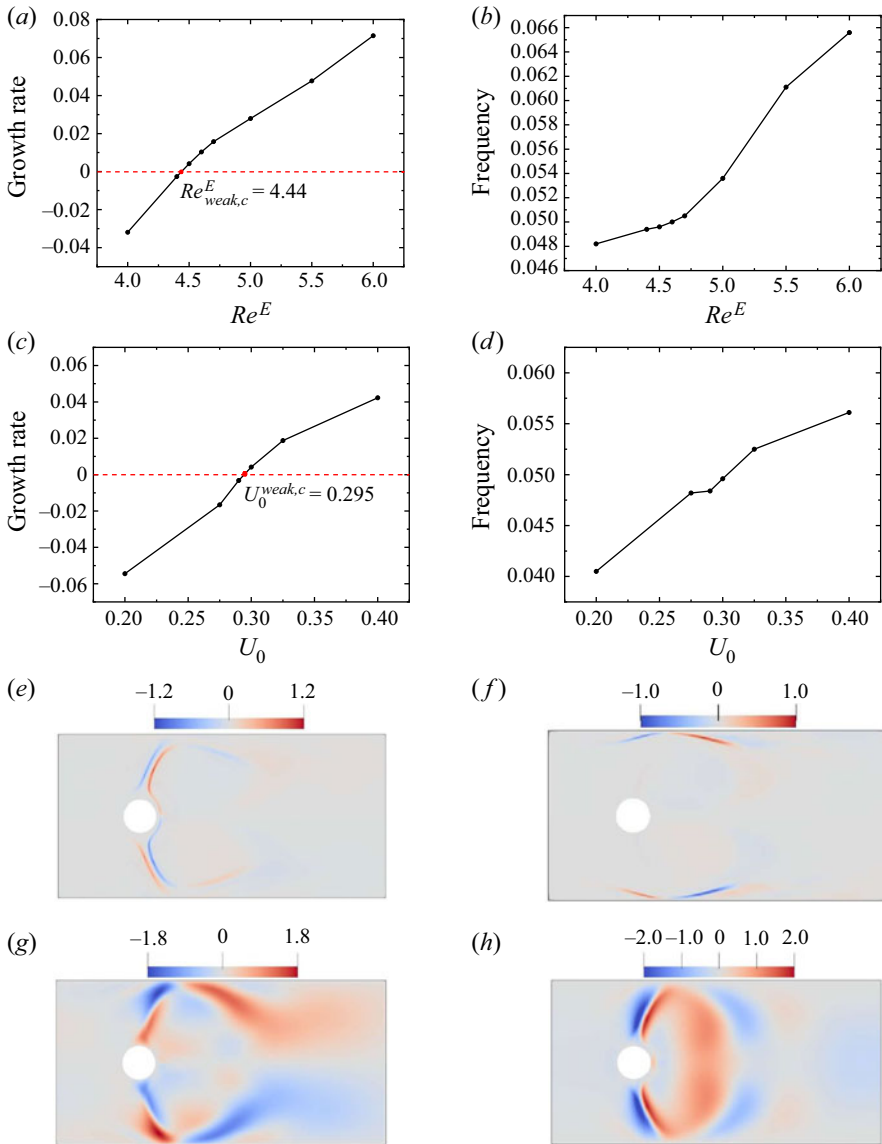 (a)
0.08
0.06
0.04
0.02
0
–0.02
–0.04
Growth rate
Re^E_weak,c = 4.44
4.0 4.5 5.0 5.5 6.0
Re^E
(b)
0.066
0.064
0.062
0.060
0.058
0.056
0.054
0.052
0.050
0.048
0.046
Frequency
4.0 4.5 5.0 5.5 6.0
Re^E
(c)
0.06
0.04
0.02
0
–0.02
–0.04
–0.06
Growth rate
U_0^weak,c = 0.295
0.20 0.25 0.30 0.35 0.40
U_0
(d)
0.060
0.055
0.050
0.045
0.040
Frequency
0.20 0.25 0.30 0.35 0.40
U_0
(e)
–1.2 0 1.2
(f)
–1.0 0 1.0
(g)
–1.8 0 1.8
(h)
–2.0 –1.0 0 1.0 2.0